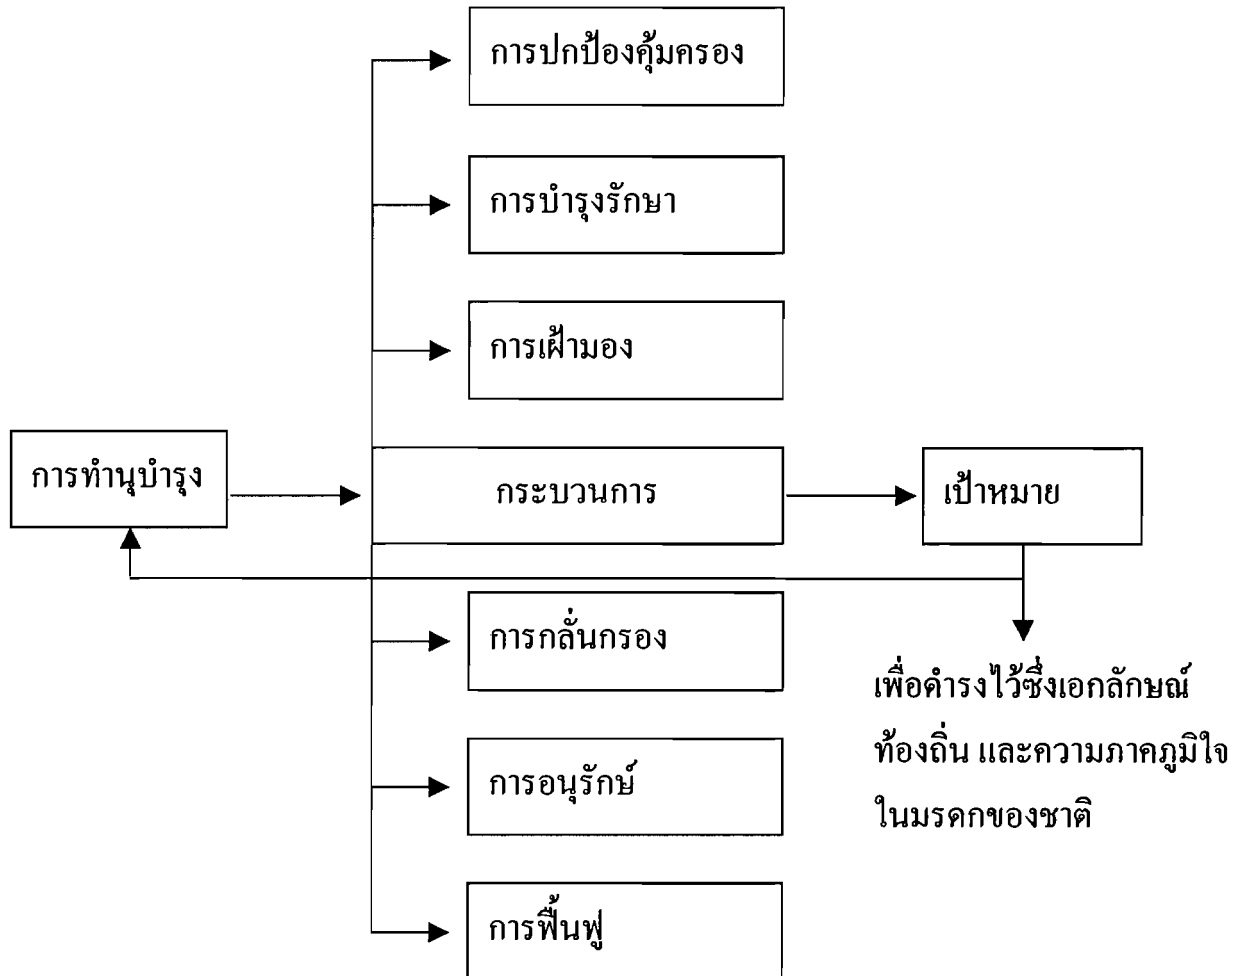 การปกป้องคุ้มครอง
การบำรุงรักษา
การเฝ้ามอง
การทำนุบำรุง
กระบวนการ
เป้าหมาย
การกลั่นกรอง
เพื่อดำรงไว้ซึ่งเอกลักษณ์
ท้องถิ่น และความภาคภูมิใจ
ในมรดกของชาติ
การอนุรักษ์
การฟื้นฟู